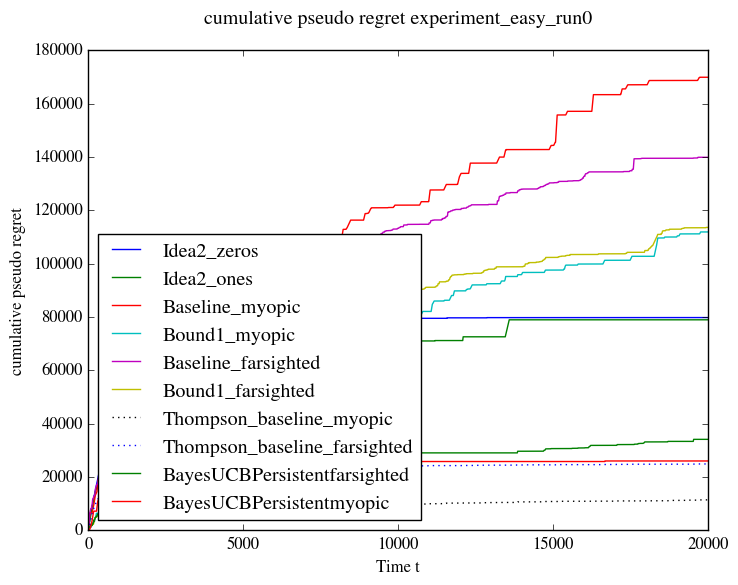 cumulative pseudo regret experiment_easy_run0
180000
160000
140000
120000
100000
80000
60000
40000
20000
0
cumulative pseudo regret
Idea2_zeros
Idea2_ones
Baseline_myopic
Bound1_myopic
Baseline_farsighted
Bound1_farsighted
Thompson_baseline_myopic
Thompson_baseline_farsighted
BayesUCBPersistentfarsighted
BayesUCBPersistentmyopic
0 5000 10000 15000 20000
Time t